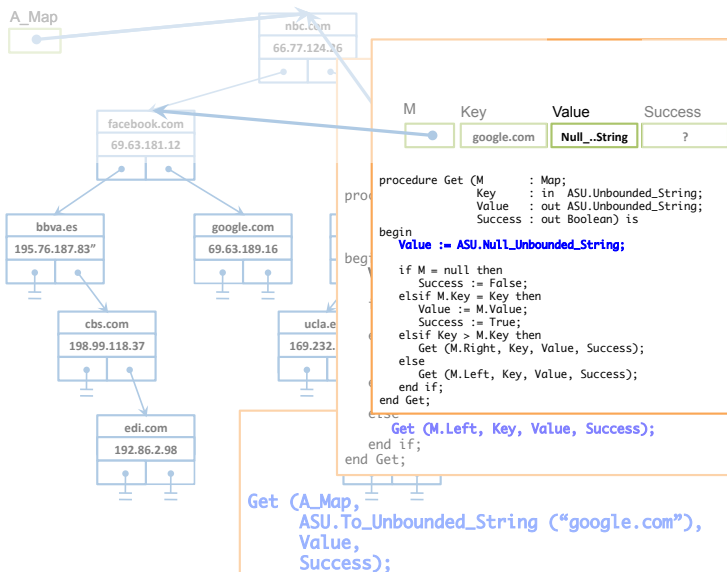 A_Map
nbc.com
66.77.124.26
M
Key
Value
Success
google.com
Null_..String
?
facebook.com
69.63.181.12
procedure Get (M : Map;
Key : in ASU.Unbounded_String;
Value : out ASU.Unbounded_String;
Success : out Boolean) is
begin
Value := ASU.Null_Unbounded_String;
if M = null then
Success := False;
elsif M.Key = Key then
Value := M.Value;
Success := True;
elsif Key > M.Key then
Get (M.Right, Key, Value, Success);
else
Get (M.Left, Key, Value, Success);
end if;
end Get;
bbva.es
195.76.187.83”
google.com
69.63.189.16
cbs.com
198.99.118.37
ucla.e
169.232.
edi.com
192.86.2.98
else
Get (M.Left, Key, Value, Success);
end if;
end Get;
Get (A_Map,
ASU.To_Unbounded_String (“google.com”),
Value,
Success);